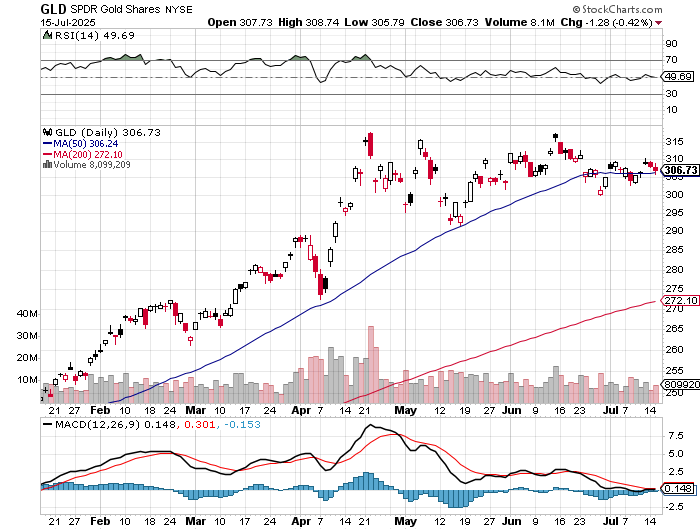 GLD SPDR Gold Shares NYSE
© StockCharts.com
15-Jul-2025
Open 307.73 High 308.74 Low 305.79 Close 306.73 Volume 8.1M Chg -1.28 (-0.42%)
RSI(14) 49.69
90
70
49.69
30
10
GLD (Daily) 306.73
MA(50) 306.24
MA(200) 272.10
Volume 8,099,209
315
310
306.73
300
295
290
285
280
275
272.10
270
265
260
255
250
40M
30M
20M
10M
8099209
21 27 Feb 10 18 24 Mar 10 17 24 Apr 7 14 21 May 12 19 27 Jun 9 16 23 Jul 7 14
MACD(12,26,9) 0.148, 0.301, -0.153
7.5
5.0
2.5
0.148
-2.5
21 27 Feb 10 18 24 Mar 10 17 24 Apr 7 14 21 May 12 19 27 Jun 9 16 23 Jul 7 14